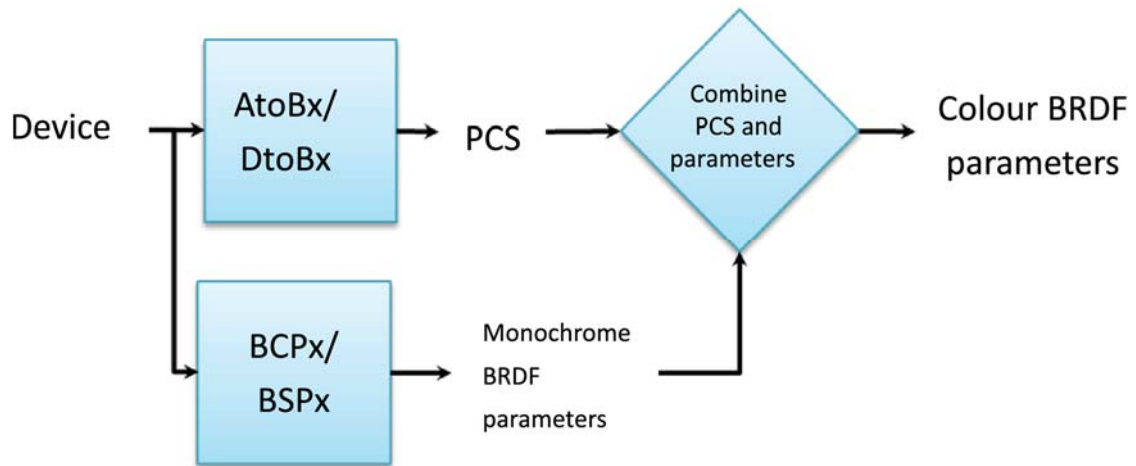 Device
AtoBx/
DtoBx
PCS
Combine
PCS and
parameters
Colour BRDF
parameters
BCPx/
BSPx
Monochrome
BRDF
parameters